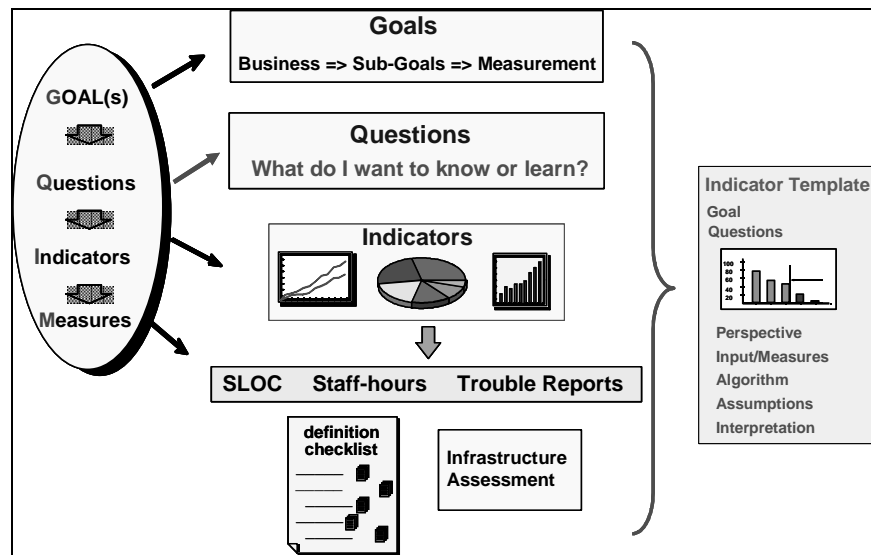 GOAL(s)
Questions
Indicators
Measures
Goals
Business => Sub-Goals => Measurement
Questions
What do I want to know or learn?
Indicators
SLOC Staff-hours Trouble Reports
definition
checklist
Infrastructure
Assessment
Indicator Template
Goal
Questions
100
80
60
40
20
Perspective
Input/Measures
Algorithm
Assumptions
Interpretation